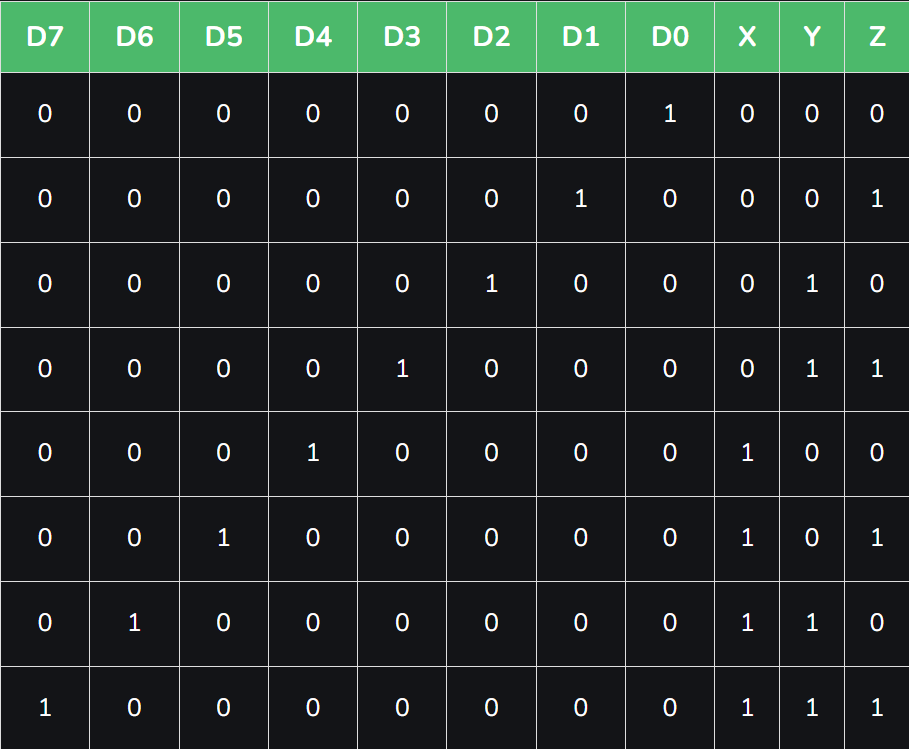 D7 D6 D5 D4 D3 D2 D1 D0 X Y Z
0 0 0 0 0 0 0 1 0 0 0
0 0 0 0 0 0 1 0 0 0 1
0 0 0 0 0 1 0 0 0 1 0
0 0 0 0 1 0 0 0 0 1 1
0 0 0 1 0 0 0 0 1 0 0
0 0 1 0 0 0 0 0 1 0 1
0 1 0 0 0 0 0 0 1 1 0
1 0 0 0 0 0 0 0 1 1 1